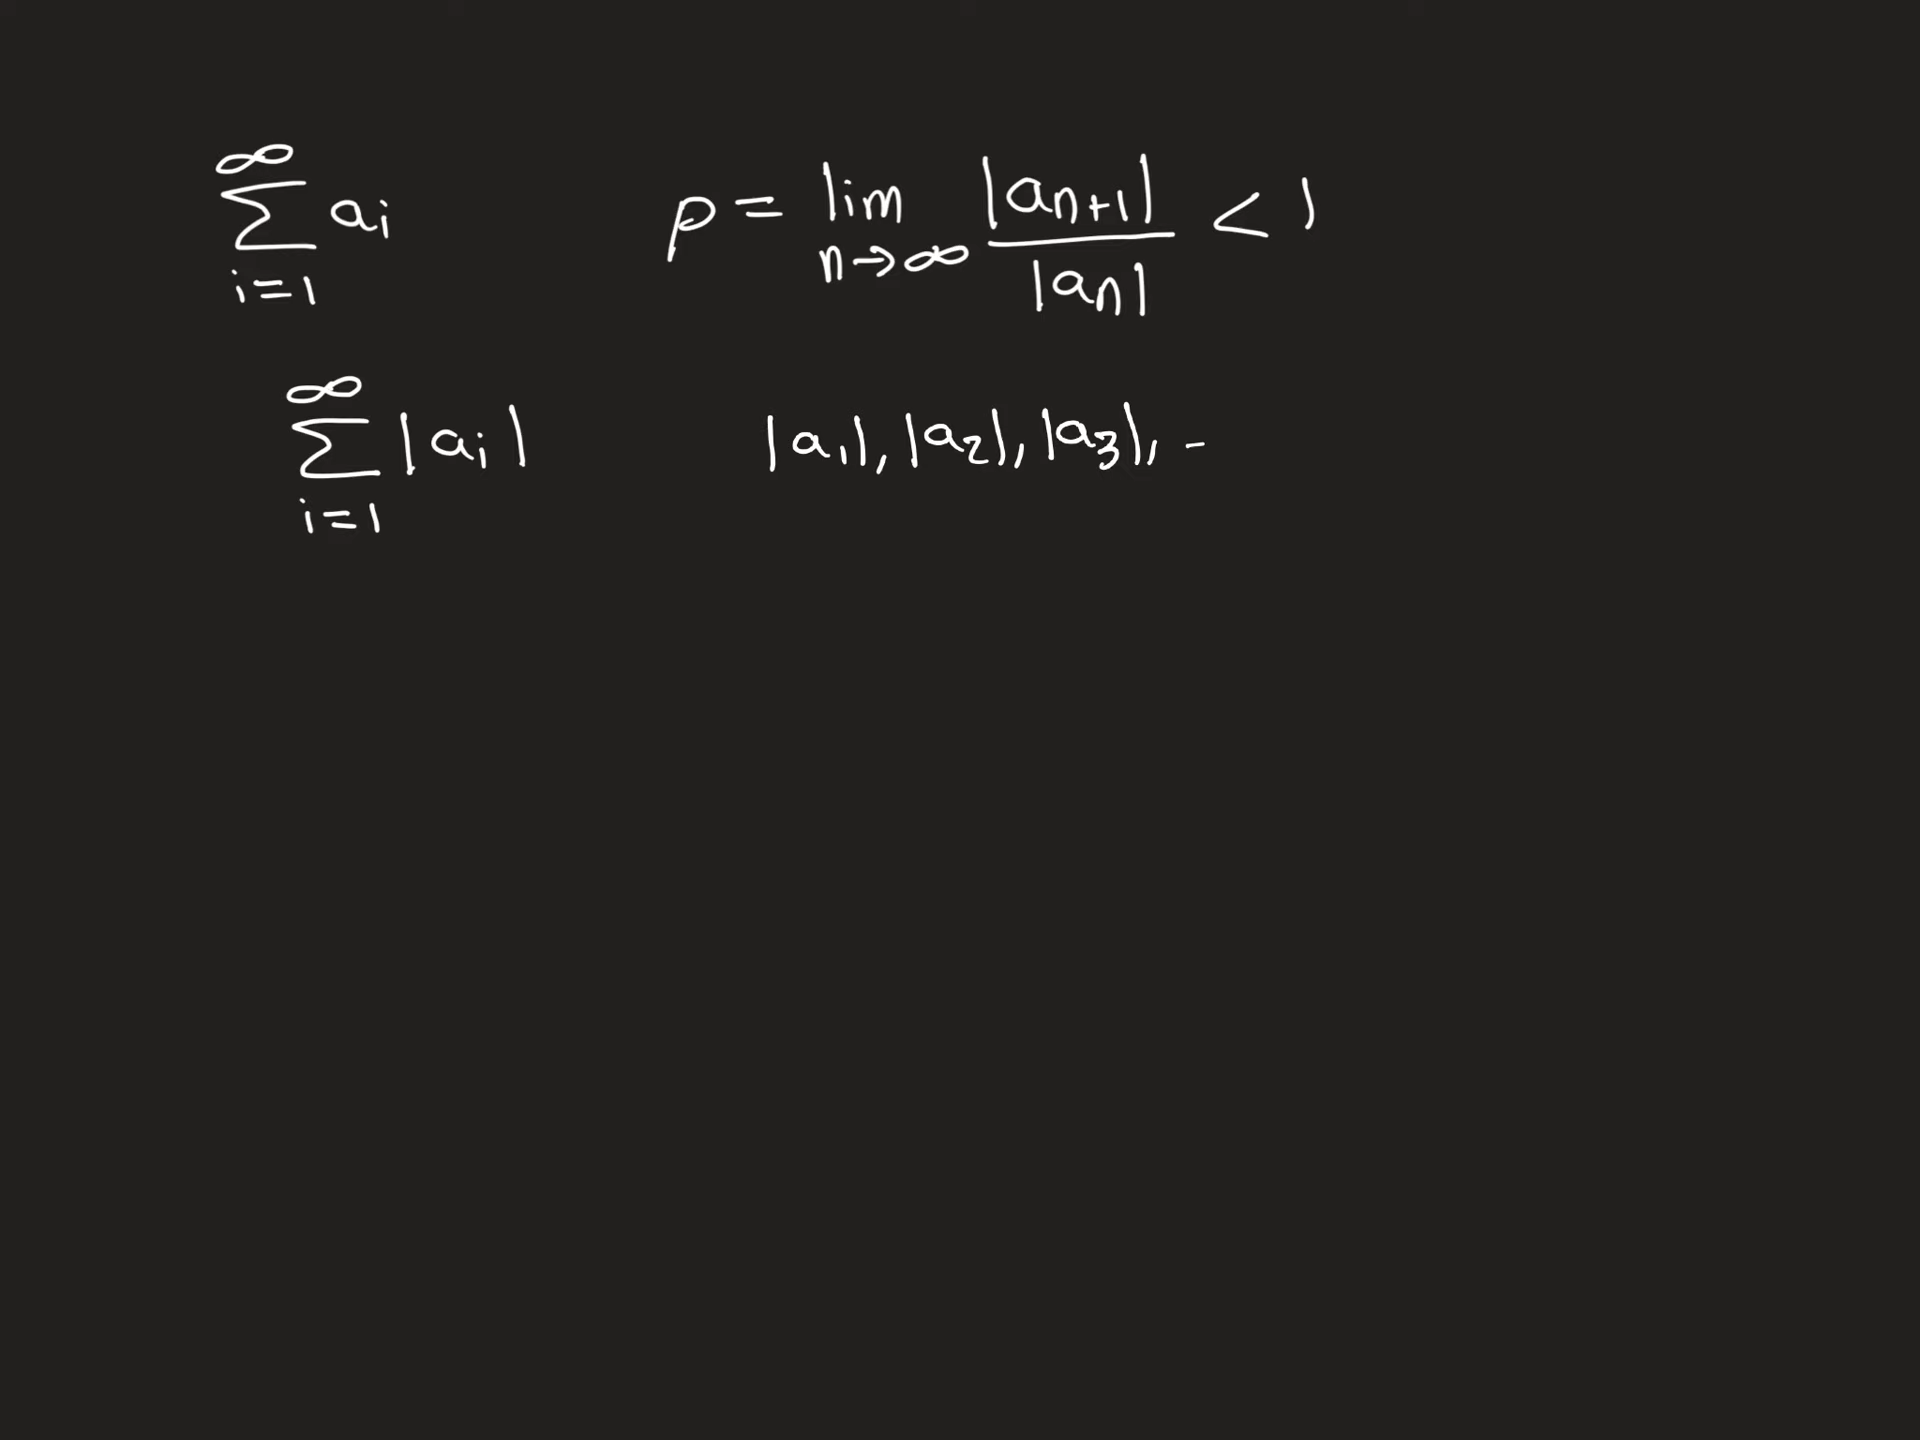 ∞
∑ aᵢ
i=1
p = lim |aₙ₊₁| / |aₙ| < 1
n→∞
∞
∑ |aᵢ|
i=1
|a₁|, |a₂|, |a₃|, -